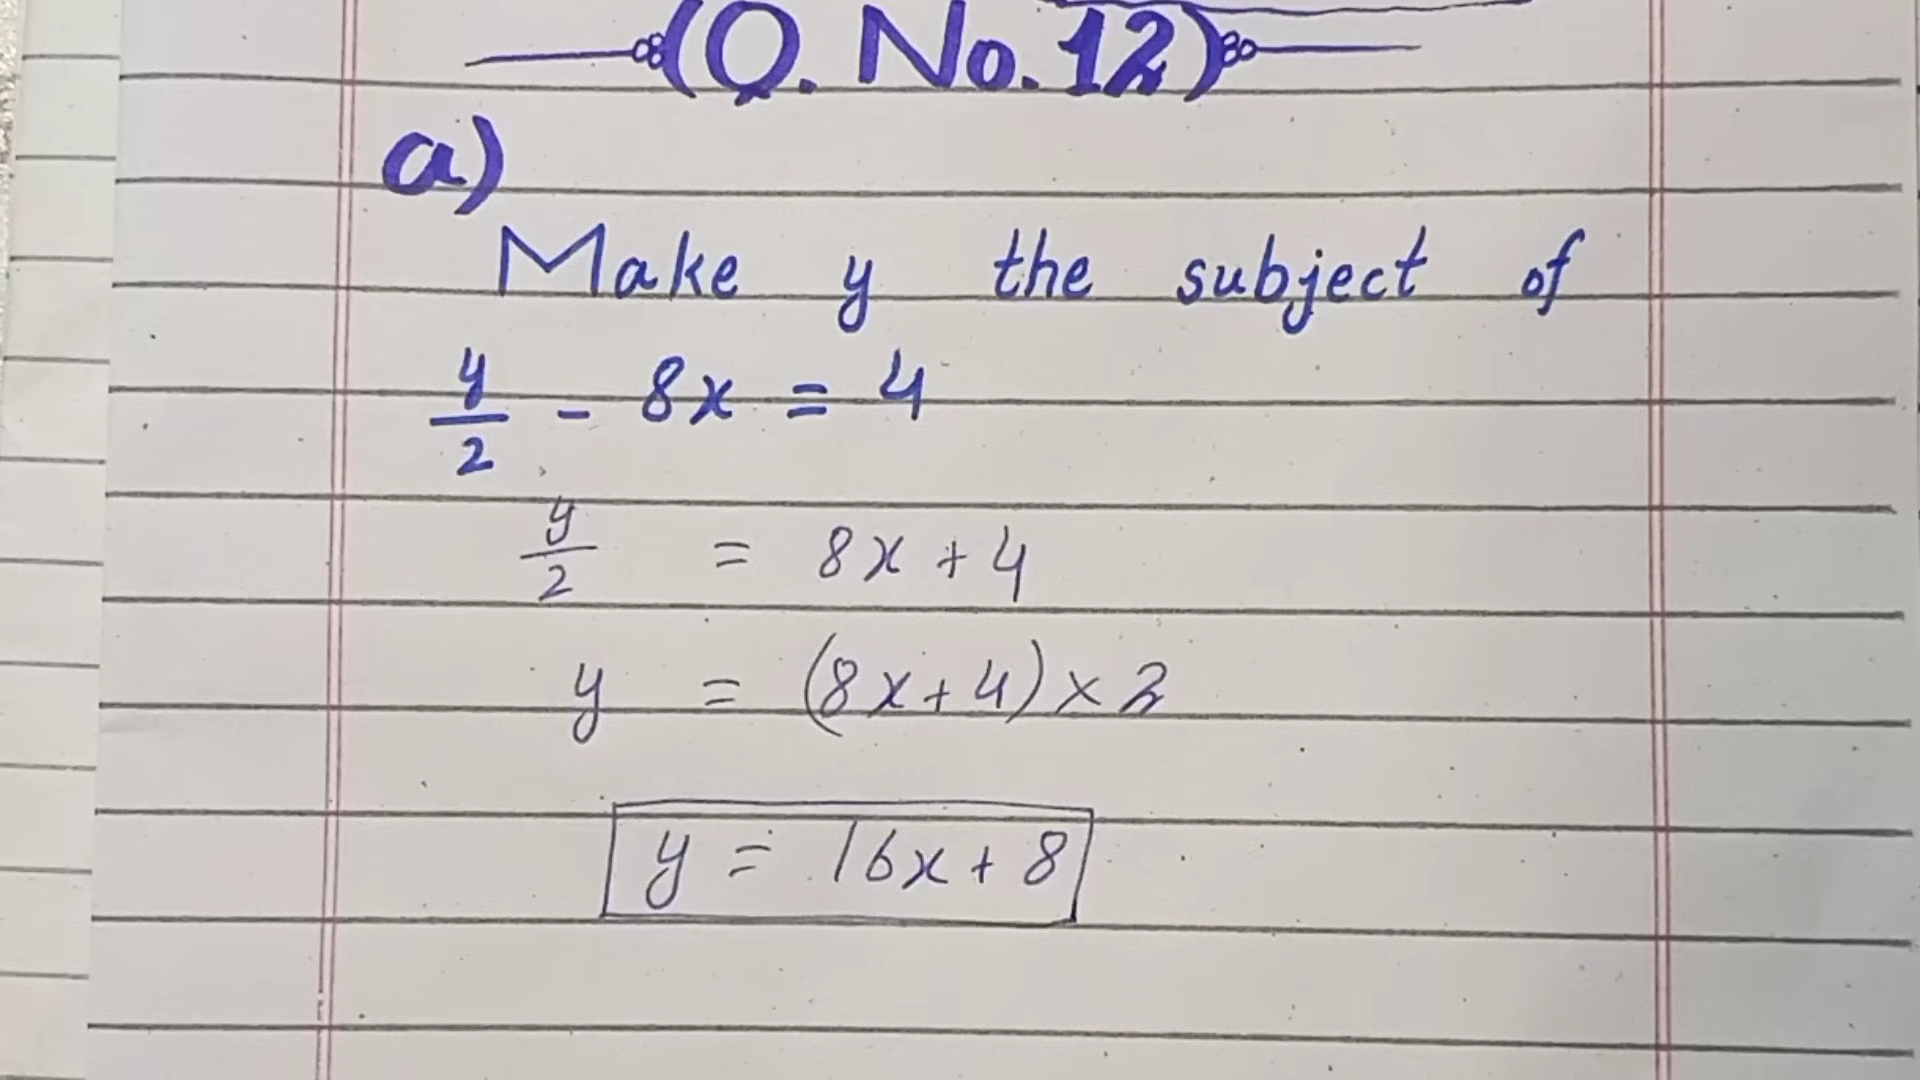 (Q. No. 12)
a)
Make y the subject of
y/2 - 8x = 4
y/2 = 8x + 4
y = (8x + 4) × 2
y = 16x + 8